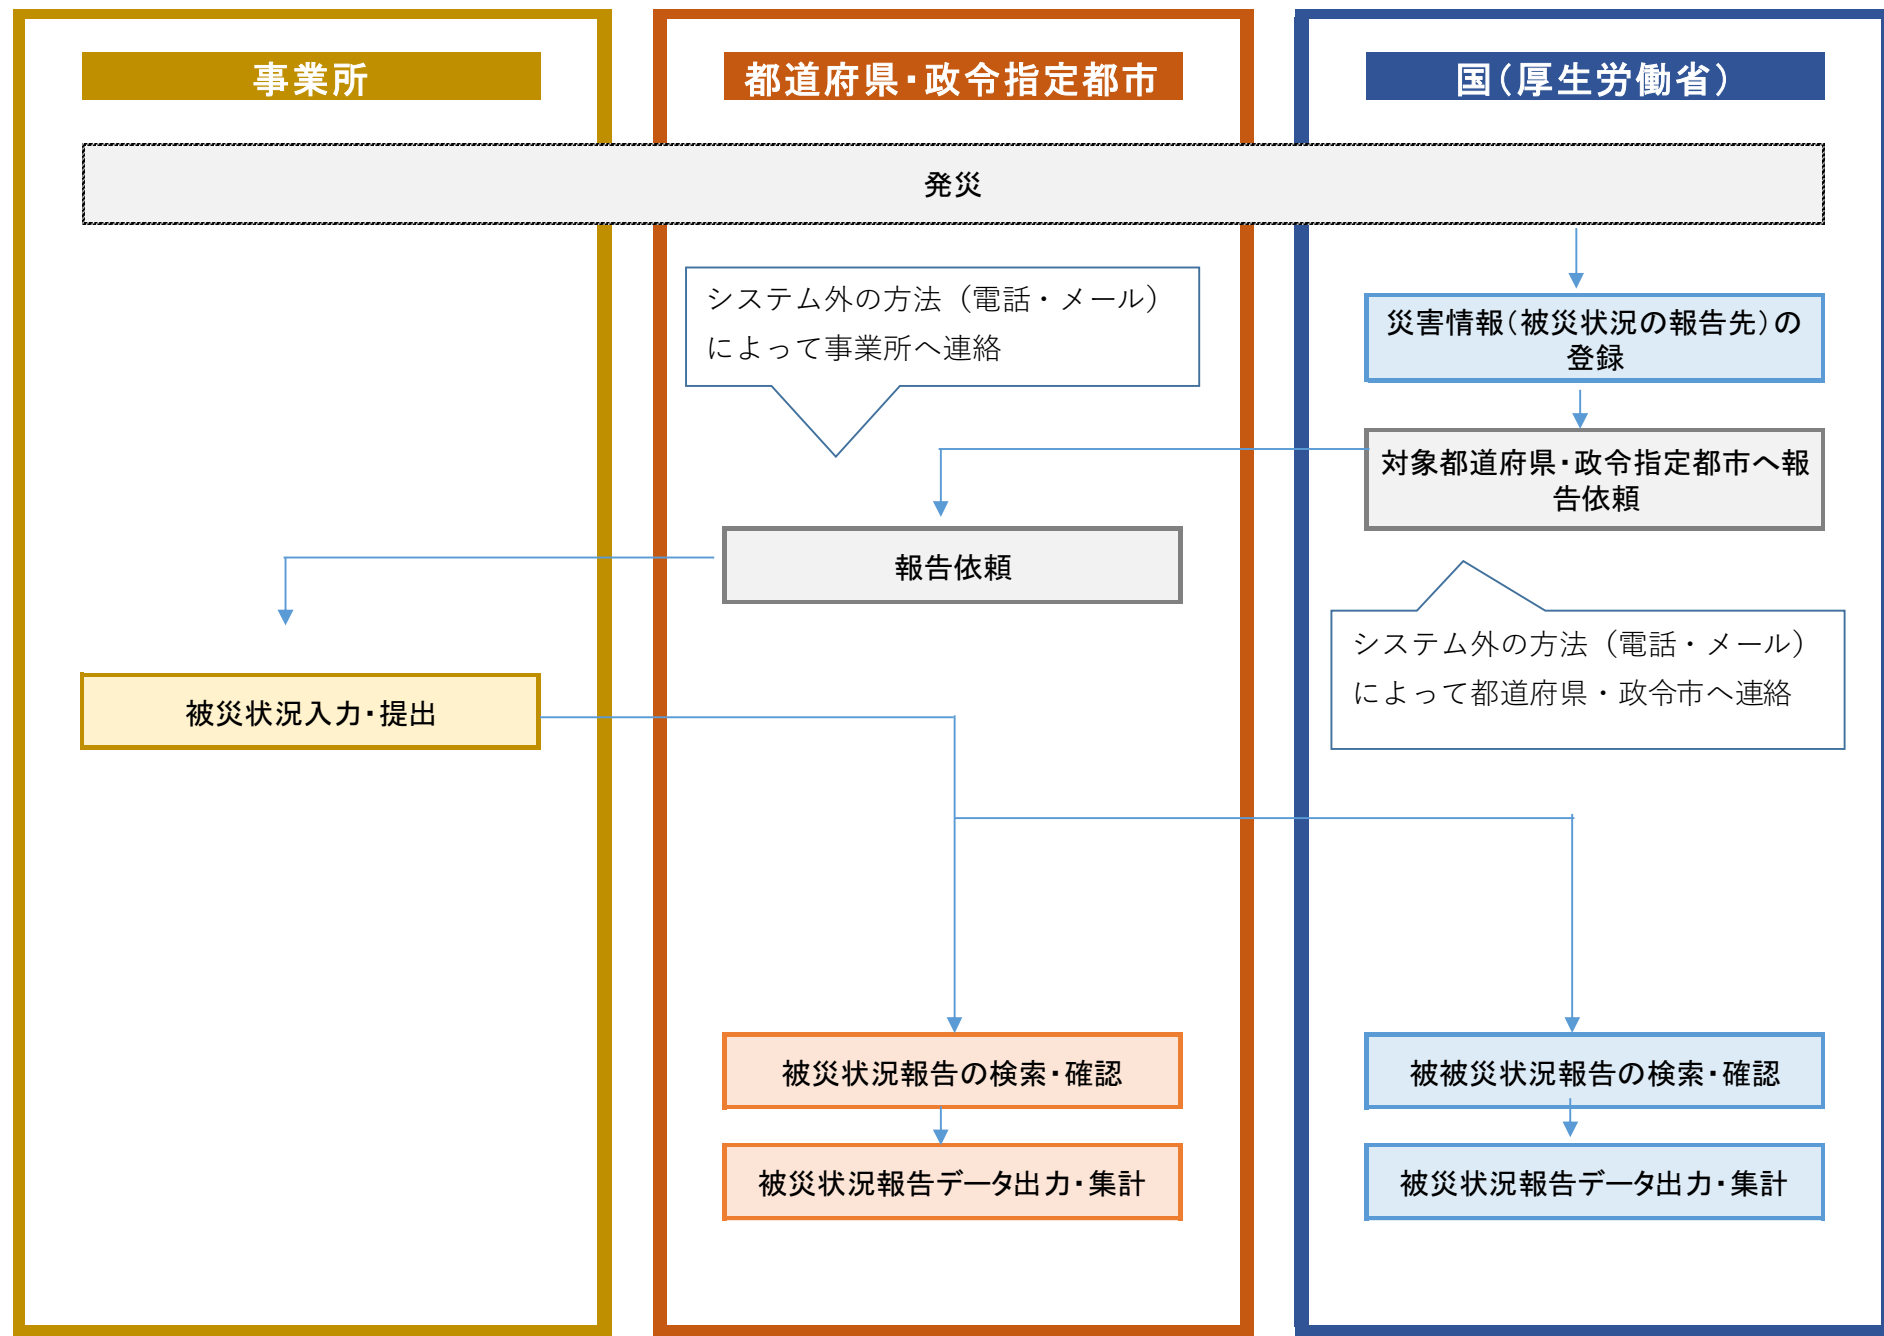 事業所
都道府県・政令指定都市
国（厚生労働省）
発災
システム外の方法（電話・メール）
によって事業所へ連絡
災害情報（被災状況の報告先）の
登録
対象都道府県・政令指定都市へ報
告依頼
報告依頼
システム外の方法（電話・メール）
によって都道府県・政令市へ連絡
被災状況入力・提出
被災状況報告の検索・確認
被被災状況報告の検索・確認
被災状況報告データ出力・集計
被災状況報告データ出力・集計